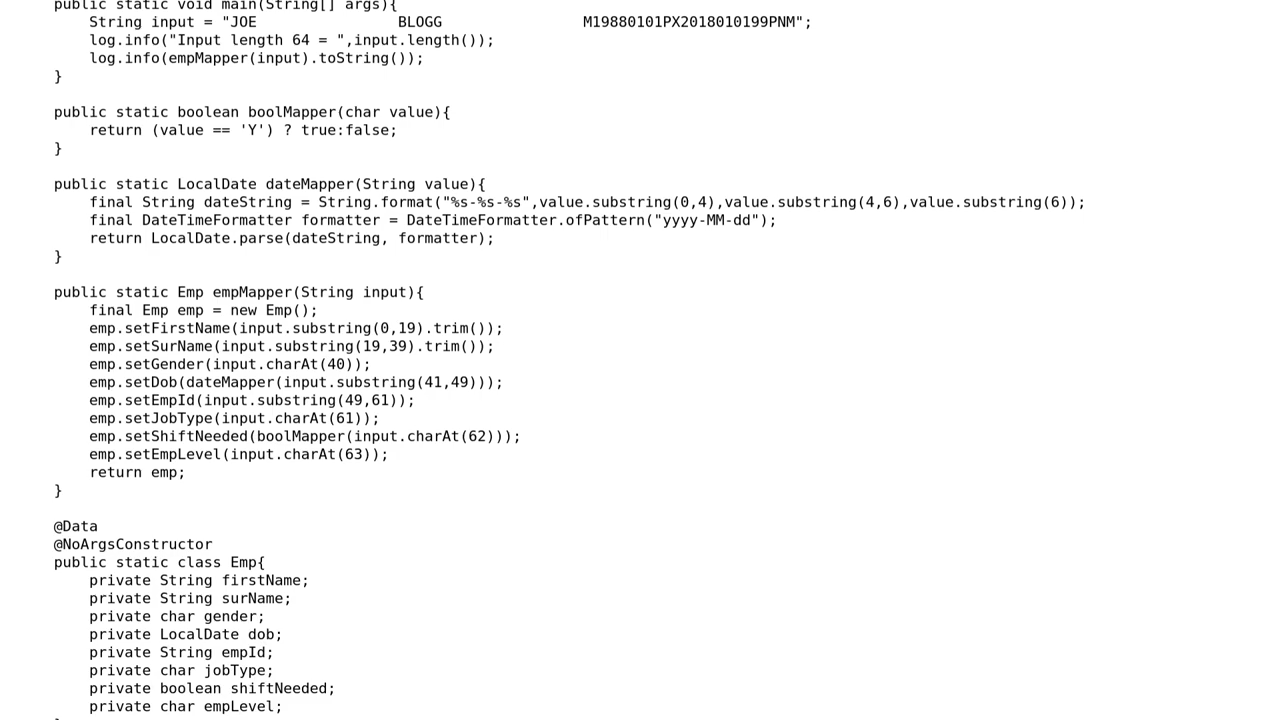 public static void main(String[] args){
    String input = "JOE                BLOGG                M19880101PX2018010199PNM";
    log.info("Input length 64 = ",input.length());
    log.info(empMapper(input).toString());
}

public static boolean boolMapper(char value){
    return (value == 'Y') ? true:false;
}

public static LocalDate dateMapper(String value){
    final String dateString = String.format("%s-%s-%s",value.substring(0,4),value.substring(4,6),value.substring(6));
    final DateTimeFormatter formatter = DateTimeFormatter.ofPattern("yyyy-MM-dd");
    return LocalDate.parse(dateString, formatter);
}

public static Emp empMapper(String input){
    final Emp emp = new Emp();
    emp.setFirstName(input.substring(0,19).trim());
    emp.setSurName(input.substring(19,39).trim());
    emp.setGender(input.charAt(40));
    emp.setDob(dateMapper(input.substring(41,49)));
    emp.setEmpId(input.substring(49,61));
    emp.setJobType(input.charAt(61));
    emp.setShiftNeeded(boolMapper(input.charAt(62)));
    emp.setEmpLevel(input.charAt(63));
    return emp;
}

@Data
@NoArgsConstructor
public static class Emp{
    private String firstName;
    private String surName;
    private char gender;
    private LocalDate dob;
    private String empId;
    private char jobType;
    private boolean shiftNeeded;
    private char empLevel;